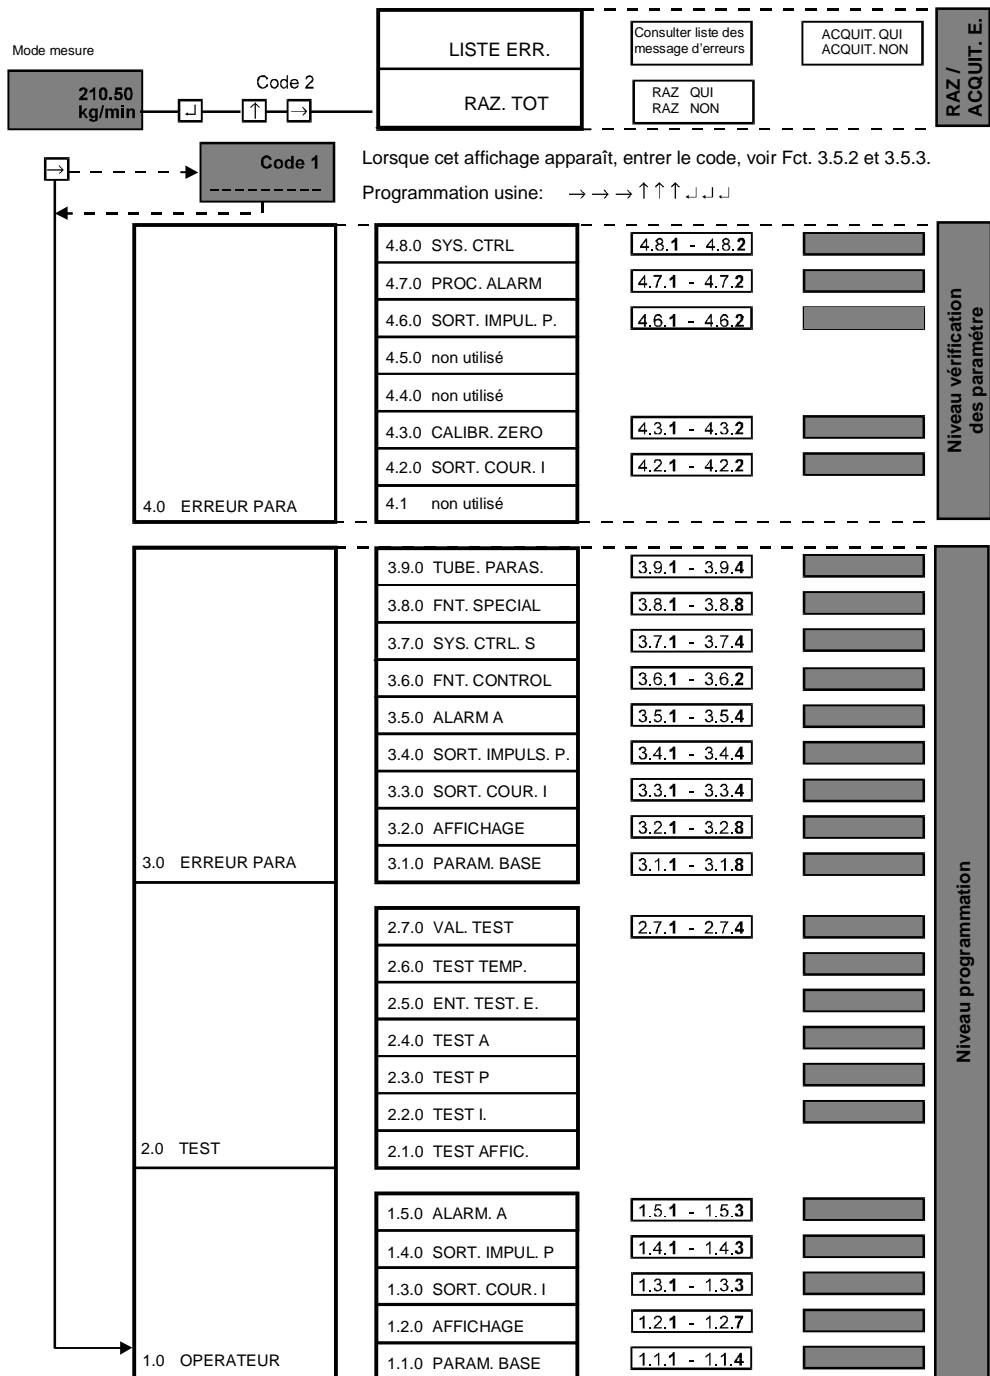 Mode mesure
210.50
kg/min
↵ ↑ →
Code 2
LISTE ERR.
Consulter liste des
message d'erreurs
ACQUIT. QUI
ACQUIT. NON
RAZ. TOT
RAZ QUI
RAZ NON
RAZ /
ACQUIT. E.
→
Code 1
Lorsque cet affichage apparaît, entrer le code, voir Fct. 3.5.2 et 3.5.3.
Programmation usine: → → → ↑ ↑ ↑ ↵ ↵ ↵
4.0 ERREUR PARA
4.8.0 SYS. CTRL 4.8.1 - 4.8.2
4.7.0 PROC. ALARM 4.7.1 - 4.7.2
4.6.0 SORT. IMPUL. P. 4.6.1 - 4.6.2
4.5.0 non utilisé
4.4.0 non utilisé
4.3.0 CALIBR. ZERO 4.3.1 - 4.3.2
4.2.0 SORT. COUR. I 4.2.1 - 4.2.2
4.1 non utilisé
Niveau vérification
des paramétre
3.0 ERREUR PARA
3.9.0 TUBE. PARAS. 3.9.1 - 3.9.4
3.8.0 FNT. SPECIAL 3.8.1 - 3.8.8
3.7.0 SYS. CTRL. S 3.7.1 - 3.7.4
3.6.0 FNT. CONTROL 3.6.1 - 3.6.2
3.5.0 ALARM A 3.5.1 - 3.5.4
3.4.0 SORT. IMPULS. P. 3.4.1 - 3.4.4
3.3.0 SORT. COUR. I 3.3.1 - 3.3.4
3.2.0 AFFICHAGE 3.2.1 - 3.2.8
3.1.0 PARAM. BASE 3.1.1 - 3.1.8
2.0 TEST
2.7.0 VAL. TEST 2.7.1 - 2.7.4
2.6.0 TEST TEMP.
2.5.0 ENT. TEST. E.
2.4.0 TEST A
2.3.0 TEST P
2.2.0 TEST I.
2.1.0 TEST AFFIC.
1.0 OPERATEUR
1.5.0 ALARM. A 1.5.1 - 1.5.3
1.4.0 SORT. IMPUL. P 1.4.1 - 1.4.3
1.3.0 SORT. COUR. I 1.3.1 - 1.3.3
1.2.0 AFFICHAGE 1.2.1 - 1.2.7
1.1.0 PARAM. BASE 1.1.1 - 1.1.4
Niveau programmation